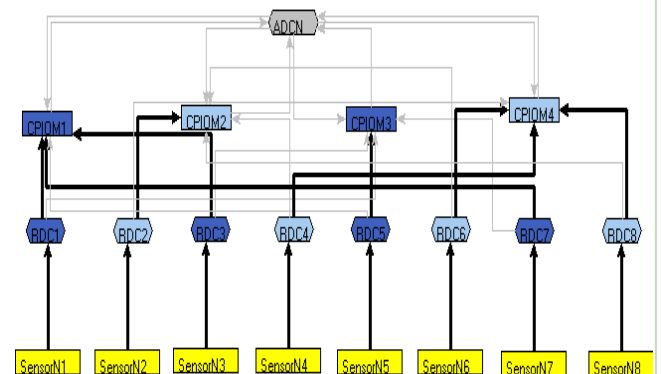 ADCN
CPIOM1 CPIOM2 CPIOM3 CPIOM4
RDC1 RDC2 RDC3 RDC4 RDC5 RDC6 RDC7 RDC8
SensorN1 SensorN2 SensorN3 SensorN4 SensorN5 SensorN6 SensorN7 SensorN8